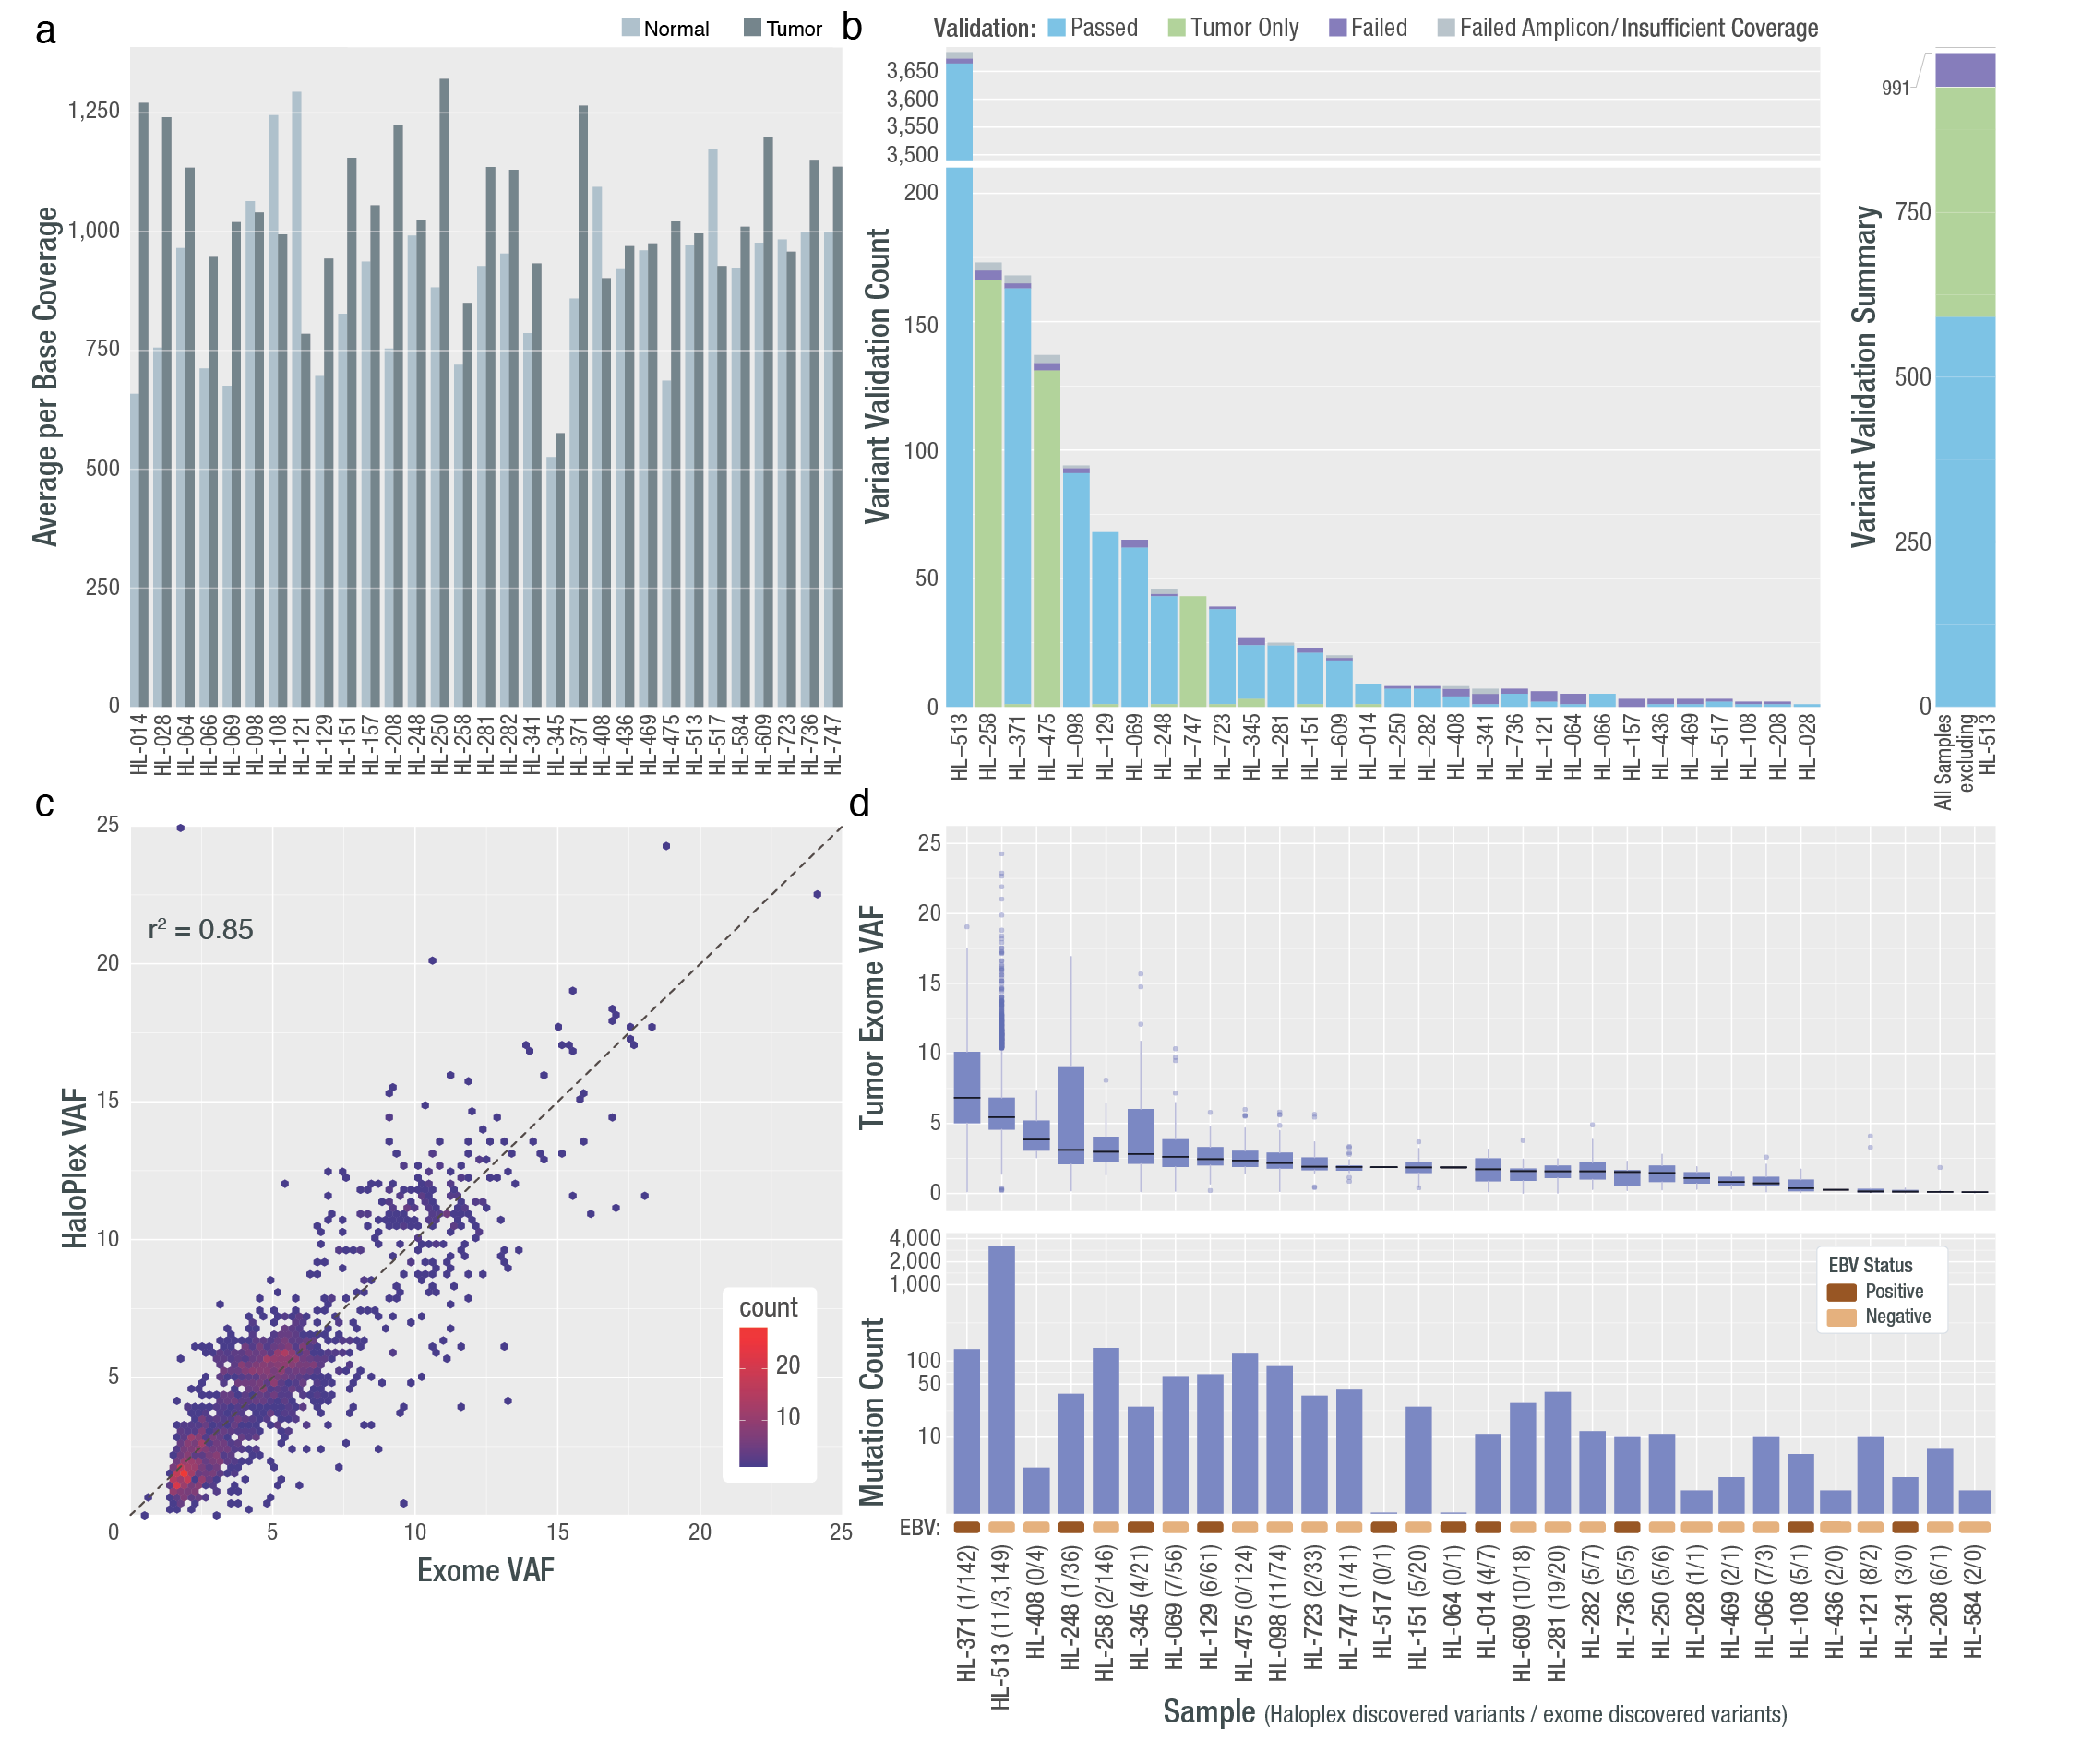 a
Normal
Tumor
Average per Base Coverage
1,250
1,000
750
500
250
0
HL-014
HL-028
HL-064
HL-066
HL-069
HL-098
HL-108
HL-121
HL-129
HL-151
HL-157
HL-208
HL-248
HL-250
HL-258
HL-281
HL-282
HL-341
HL-345
HL-371
HL-408
HL-436
HL-469
HL-475
HL-513
HL-517
HL-584
HL-609
HL-723
HL-736
HL-747
b
Validation: Passed Tumor Only Failed Failed Amplicon/Insufficient Coverage
Variant Validation Count
3,650
3,600
3,550
3,500
200
150
100
50
0
HL–513
HL–258
HL–371
HL–475
HL–098
HL–129
HL–069
HL–248
HL–747
HL–723
HL–345
HL–281
HL–151
HL–609
HL–014
HL–250
HL–282
HL–408
HL–341
HL–736
HL–121
HL–064
HL–066
HL–157
HL–436
HL–469
HL–517
HL–108
HL–208
HL–028
Variant Validation Summary
991
750
500
250
0
All Samples
excluding
HL-513
c
HaloPlex VAF
25
20
15
10
5
0
r² = 0.85
count
20
10
5
10
15
20
25
Exome VAF
d
Tumor Exome VAF
25
20
15
10
5
0
Mutation Count
4,000
2,000
1,000
100
50
10
EBV Status
Positive
Negative
EBV:
HL-371 (1/142)
HL-513 (11/3,149)
HL-408 (0/4)
HL-248 (1/36)
HL-258 (2/146)
HL-345 (4/21)
HL-069 (7/56)
HL-129 (6/61)
HL-475 (0/124)
HL-098 (11/74)
HL-723 (2/33)
HL-747 (1/41)
HL-517 (0/1)
HL-151 (5/20)
HL-064 (0/1)
HL-014 (4/7)
HL-609 (10/18)
HL-281 (19/20)
HL-282 (5/7)
HL-736 (5/5)
HL-250 (5/6)
HL-028 (1/1)
HL-469 (2/1)
HL-066 (7/3)
HL-108 (5/1)
HL-436 (2/0)
HL-121 (8/2)
HL-341 (3/0)
HL-208 (6/1)
HL-584 (2/0)
Sample (Haloplex discovered variants / exome discovered variants)